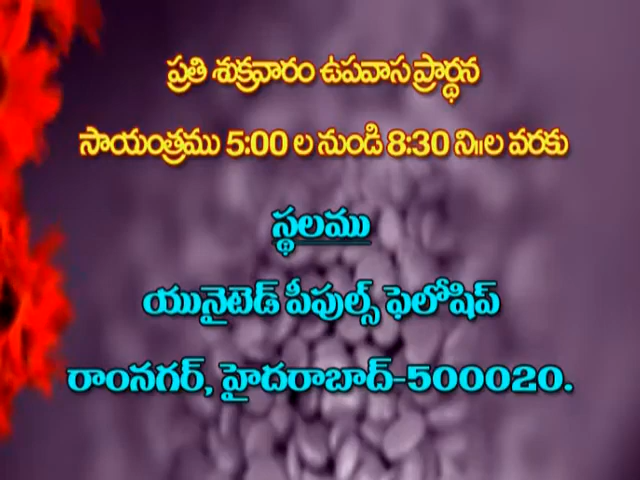 ప్రతి శుక్రవారం ఉపవాస ప్రార్థన
సాయంత్రము 5:00 ల నుండి 8:30 ని॥ల వరకు
స్థలము
యునైటెడ్ పీపుల్స్ ఫెలోషిప్
రాంనగర్, హైదరాబాద్-500020.